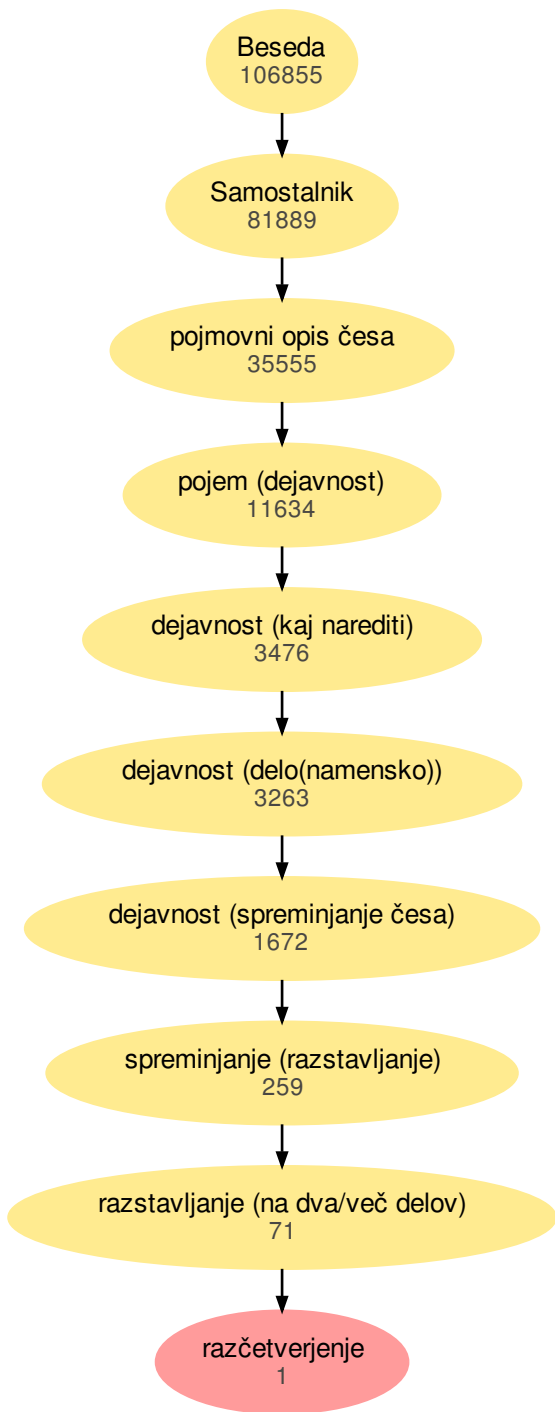 Beseda
106855
Samostalnik
81889
pojmovni opis česa
35555
pojem (dejavnost)
11634
dejavnost (kaj narediti)
3476
dejavnost (delo(namensko))
3263
dejavnost (spreminjanje česa)
1672
spreminjanje (razstavljanje)
259
razstavljanje (na dva/več delov)
71
razčetverjenje
1